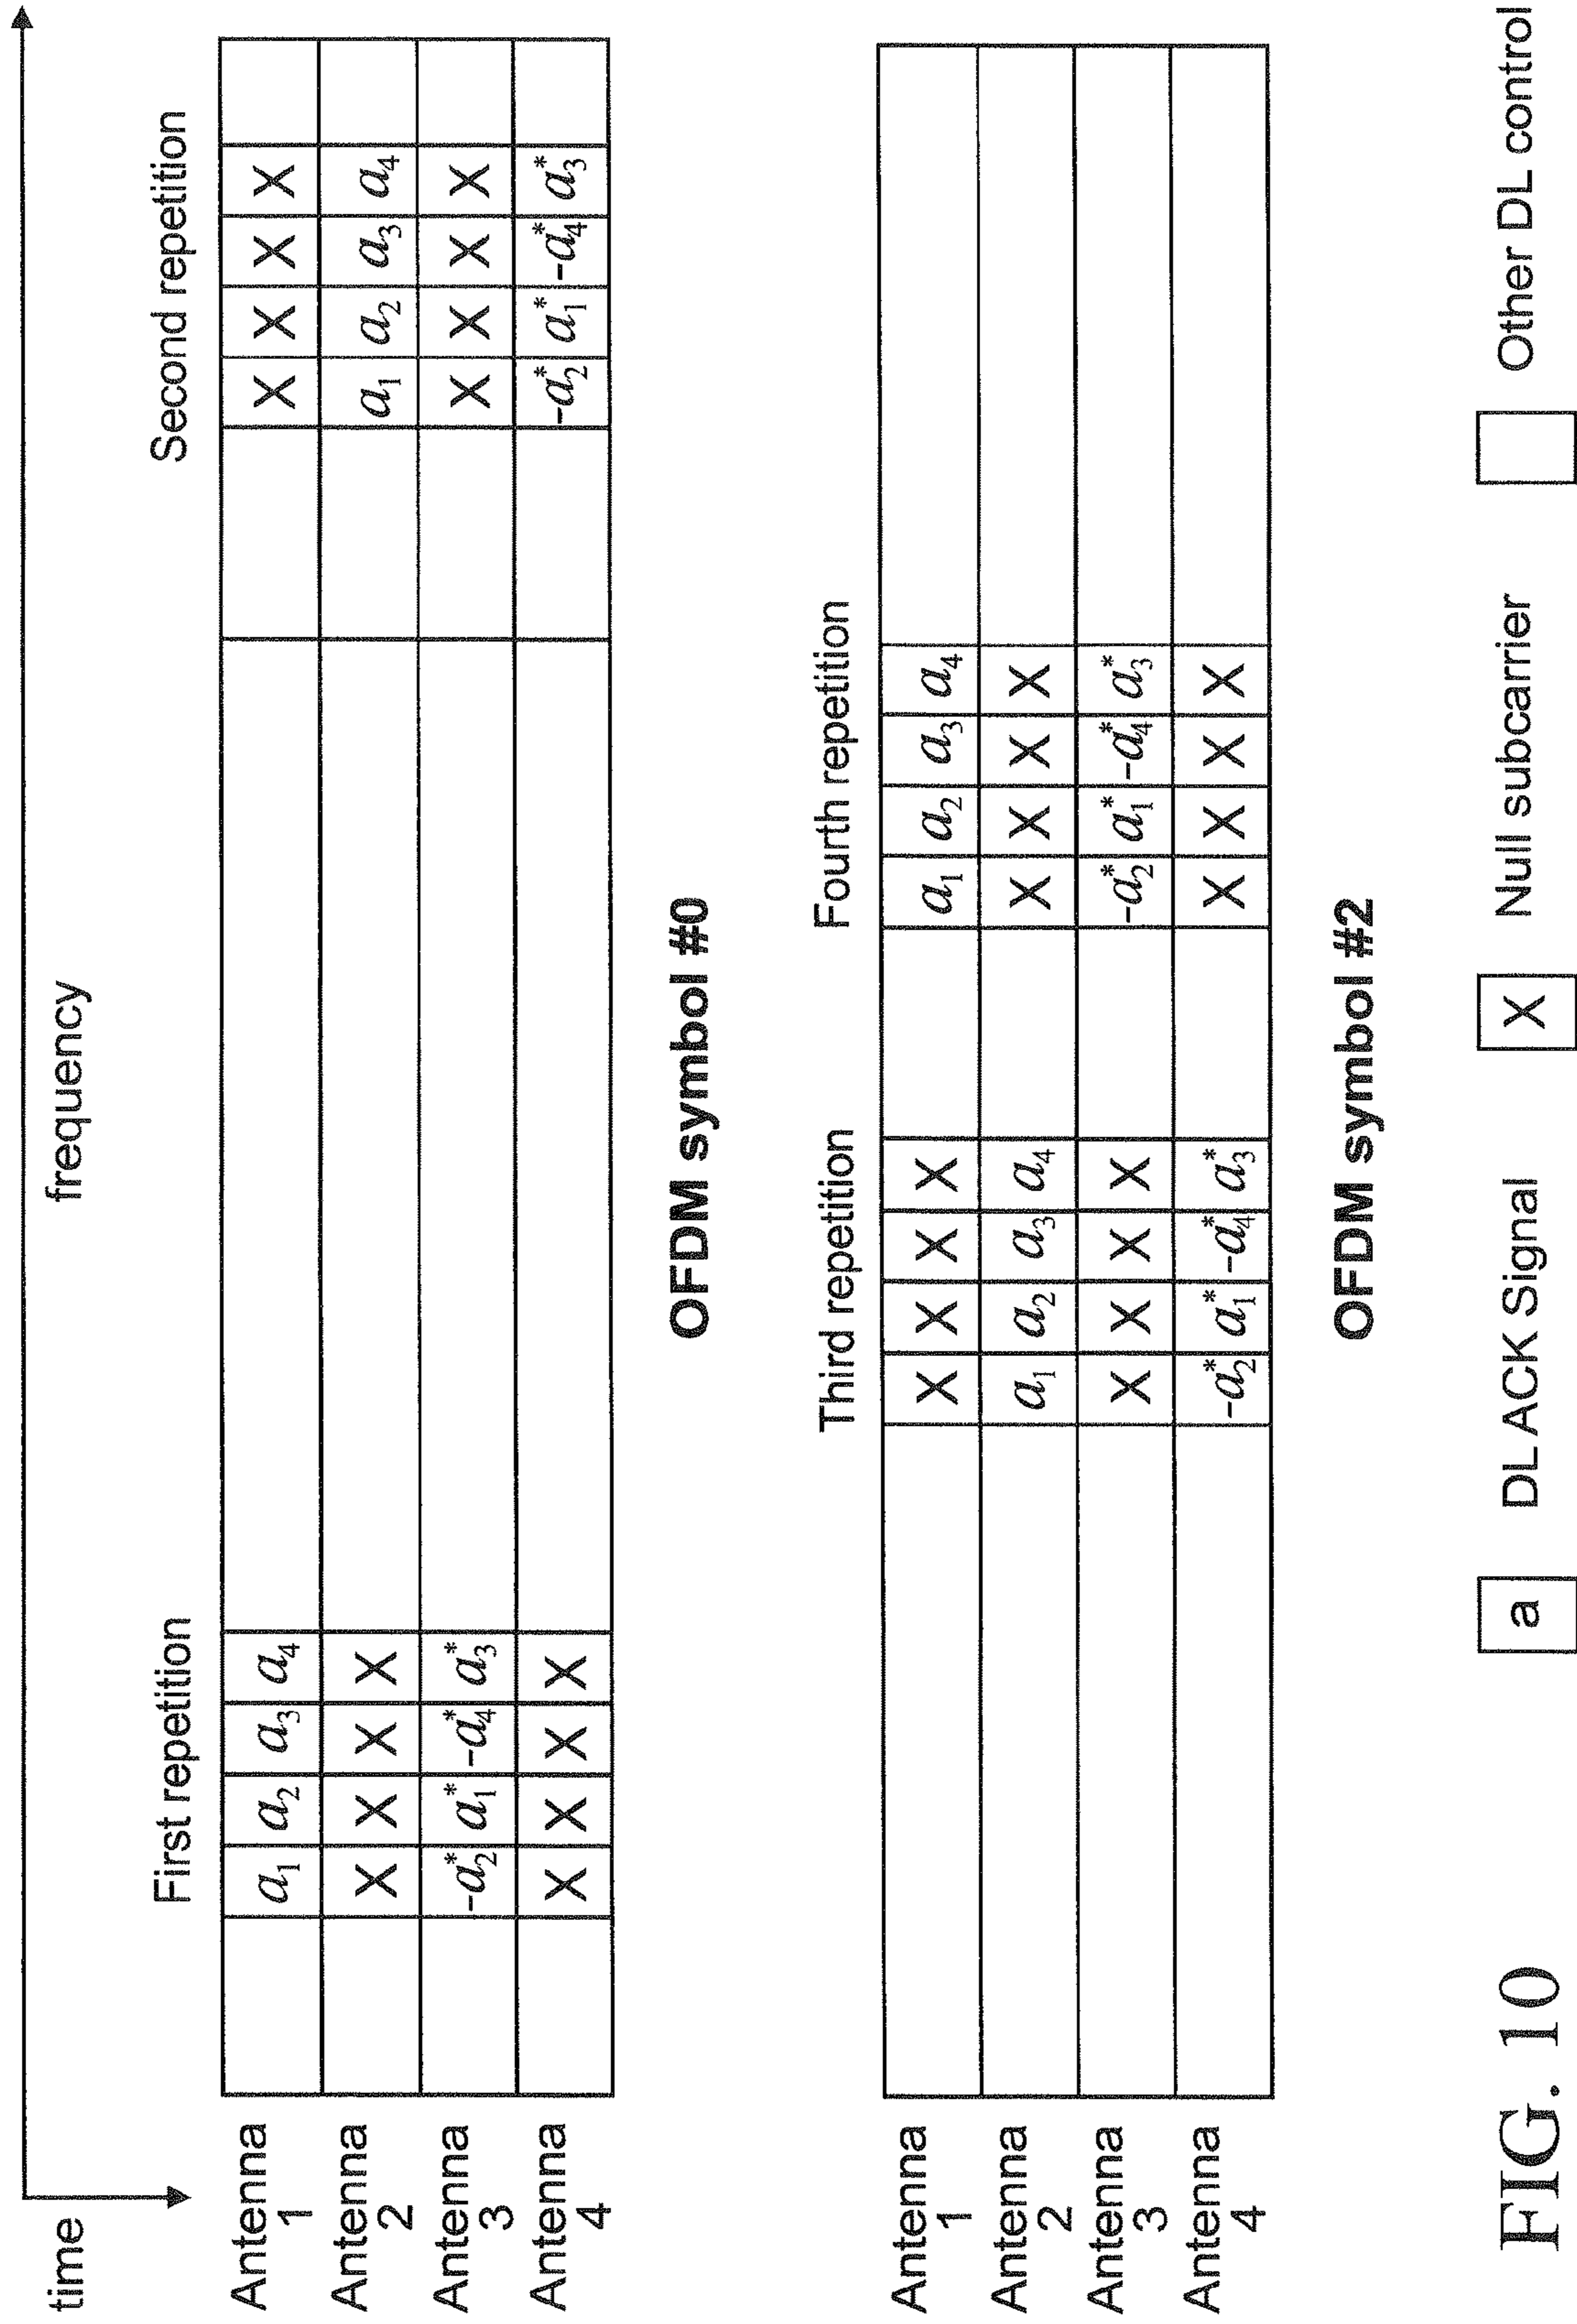 frequency
time
First repetition
Second repetition
Antenna 1 a₁ a₂ a₃ a₄ X X X X
Antenna 2 X X X X a₁ a₂ a₃ a₄
Antenna 3 -a₂* a₁* -a₄* a₃* X X X X
Antenna 4 X X X X -a₂* a₁* -a₄* a₃*
OFDM symbol #0
Third repetition
Fourth repetition
Antenna 1 X X X X a₁ a₂ a₃ a₄
Antenna 2 a₁ a₂ a₃ a₄ X X X X
Antenna 3 X X X X -a₂* a₁* -a₄* a₃*
Antenna 4 -a₂* a₁* -a₄* a₃* X X X X
OFDM symbol #2
a DL ACK Signal
X Null subcarrier
Other DL control
FIG. 10